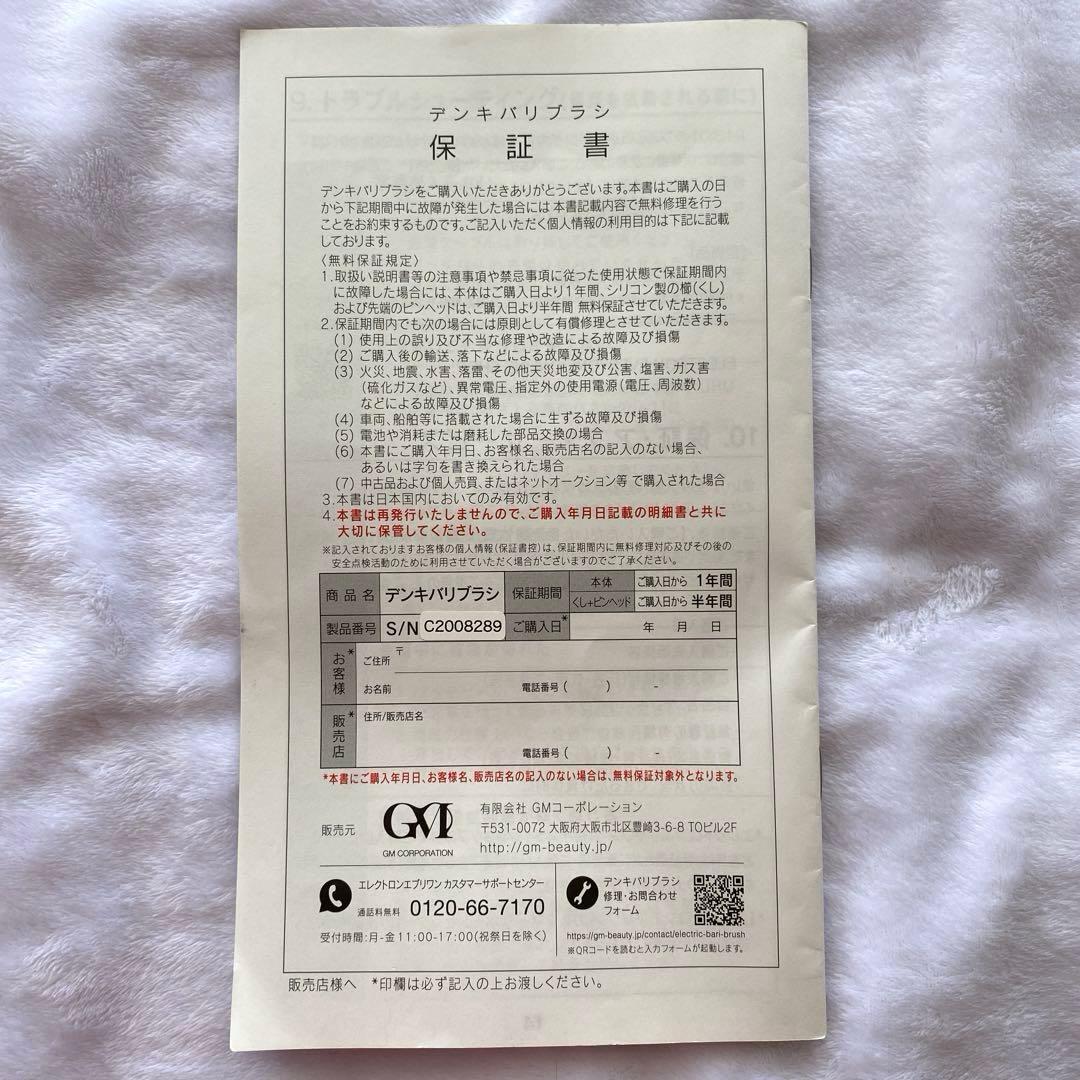 デンキバリブラシ
保証書
デンキバリブラシをご購入いただきありがとうございます。本書はご購入の日
から下記期間中に故障が発生した場合には 本書記載内容で無料修理を行う
ことをお約束するものです。ご記入いただく個人情報の利用目的は下記に記載
しております。
〈無料保証規定〉
1.取扱い説明書等の注意事項や禁忌事項に従った使用状態で保証期間内
に故障した場合には、本体はご購入日より1年間、シリコン製の櫛(くし)
および先端のピンヘッドは、ご購入日より半年間 無料保証させていただきます。
2.保証期間内でも次の場合には原則として有償修理とさせていただきます。
(1) 使用上の誤り及び不当な修理や改造による故障及び損傷
(2) ご購入後の輸送、落下などによる故障及び損傷
(3) 火災、地震、水害、落雷、その他天災地変及び公害、塩害、ガス害
(硫化ガスなど)、異常電圧、指定外の使用電源(電圧、周波数)
などによる故障及び損傷
(4) 車両、船舶等に搭載された場合に生ずる故障及び損傷
(5) 電池や消耗または磨耗した部品交換の場合
(6) 本書にご購入年月日、お客様名、販売店名の記入のない場合、
あるいは字句を書き換えられた場合
(7) 中古品および個人売買、またはネットオークション等 で購入された場合
3.本書は日本国内においてのみ有効です。
4.本書は再発行いたしませんので、ご購入年月日記載の明細書と共に
大切に保管してください。
※記入されておりますお客様の個人情報(保証書控)は、保証期間内に無料修理対応及びその後の
安全点検活動のために利用させていただく場合がございますのでご了承ください。
商品名 デンキバリブラシ 保証期間 本体 ご購入日から 1年間
くし+ピンヘッド ご購入日から 半年間
製品番号 S/N C2008289 ご購入日* 年 月 日
お客様* ご住所 〒
お名前 電話番号( ) -
販売店* 住所/販売店名
電話番号( ) -
*本書にご購入年月日、お客様名、販売店名の記入のない場合は、無料保証対象外となります。
販売元 GM GM CORPORATION
有限会社 GMコーポレーション
〒531-0072 大阪府大阪市北区豊崎3-6-8 TOビル2F
http://gm-beauty.jp/
エレクトロンエブリワン カスタマーサポートセンター
通話料無料 0120-66-7170
受付時間:月-金 11:00-17:00(祝祭日を除く)
デンキバリブラシ
修理・お問合わせ
フォーム
https://gm-beauty.jp/contact/electric-bari-brush
※QRコードを読むと入力フォームが起動します。
販売店様へ *印欄は必ず記入の上お渡しください。